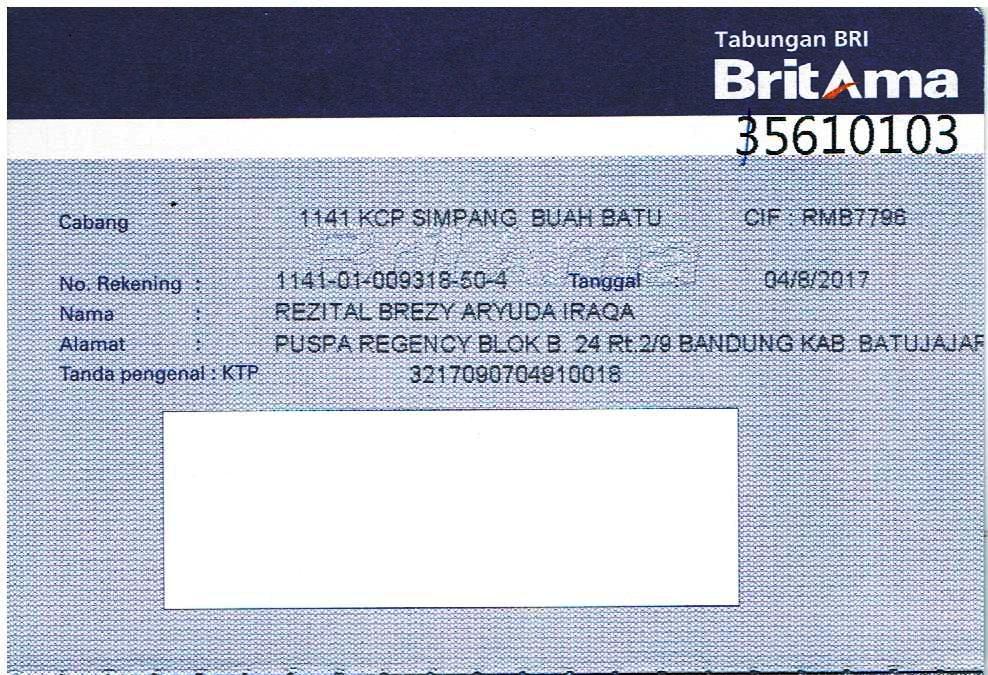 Tabungan BRI
BritAma
35610103
Cabang 1141 KCP SIMPANG BUAH BATU CIF : RMB7796
No. Rekening : 1141-01-009318-50-4 Tanggal : 04/8/2017
Nama : REZITAL BREZY ARYUDA IRAQA
Alamat : PUSPA REGENCY BLOK B. 24 Rt.2/9 BANDUNG KAB. BATUJAJAR
Tanda pengenal : KTP 3217090704910018